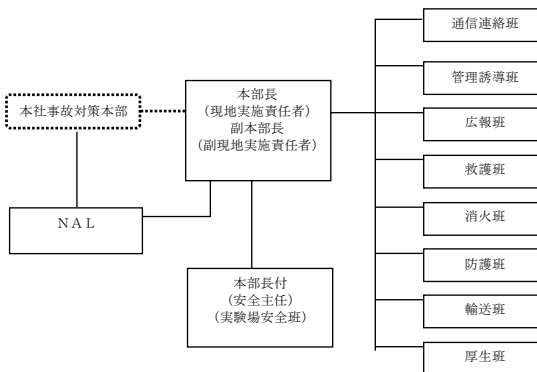 本社事故対策本部
NAL
本部長
(現地実施責任者)
副本部長
(副現地実施責任者)
本部長付
(安全主任)
(実験場安全班)
通信連絡班
管理誘導班
広報班
救護班
消火班
防護班
輸送班
厚生班